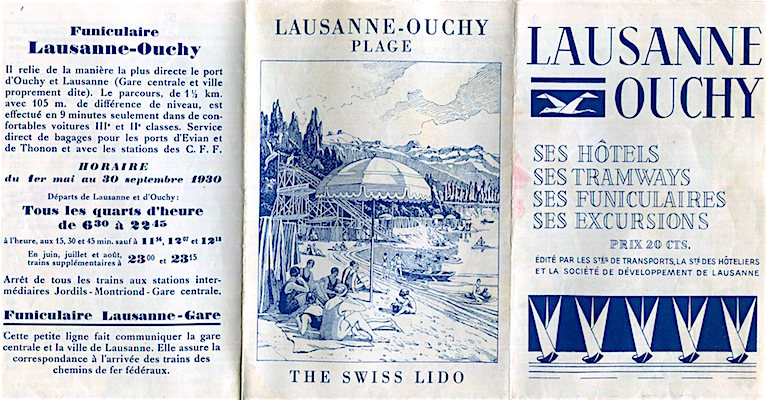 Funiculaire
Lausanne-Ouchy
Il relie de la manière la plus directe le port
d'Ouchy et Lausanne (Gare centrale et ville
proprement dite). Le parcours, de 1½ km.
avec 105 m. de différence de niveau, est
effectué en 9 minutes seulement dans de con-
fortables voitures IIIe et IIe classes. Service
direct de bagages pour les ports d'Evian et
de Thonon et avec les stations des C. F. F.
HORAIRE
du 1er mai au 30 septembre 1930
Départs de Lausanne et d'Ouchy:
Tous les quarts d'heure
de 6³⁰ à 22⁴⁵
à l'heure, aux 15, 30 et 45 min. sauf à 11⁵⁶, 12⁰⁷ et 12¹⁸
En juin, juillet et août,
trains supplémentaires à 23⁰⁰ et 23¹⁵
Arrêt de tous les trains aux stations inter-
médiaires Jordils-Montriond-Gare centrale.
Funiculaire Lausanne-Gare
Cette petite ligne fait communiquer la gare
centrale et la ville de Lausanne. Elle assure la
correspondance à l'arrivée des trains des
chemins de fer fédéraux.
LAUSANNE-OUCHY
PLAGE
THE SWISS LIDO
LAUSANNE
OUCHY
SES HÔTELS
SES TRAMWAYS
SES FUNICULAIRES
SES EXCURSIONS
PRIX 20 CTS.
ÉDITÉ PAR LES STÉS DE TRANSPORTS, LA STÉ DES HÔTELIERS
ET LA SOCIÉTÉ DE DÉVELOPPEMENT DE LAUSANNE